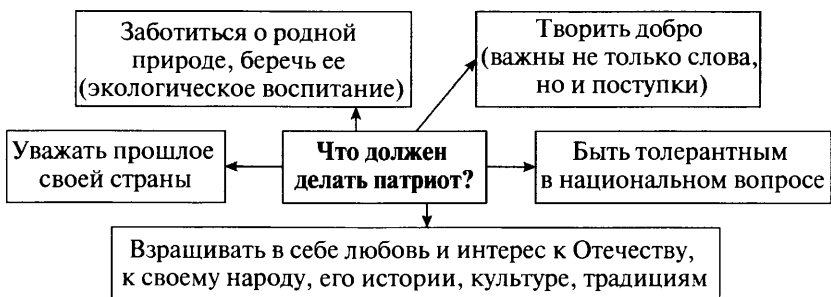 Заботиться о родной
природе, беречь ее
(экологическое воспитание)
Творить добро
(важны не только слова,
но и поступки)
Уважать прошлое
своей страны
Что должен
делать патриот?
Быть толерантным
в национальном вопросе
Взращивать в себе любовь и интерес к Отечеству,
к своему народу, его истории, культуре, традициям